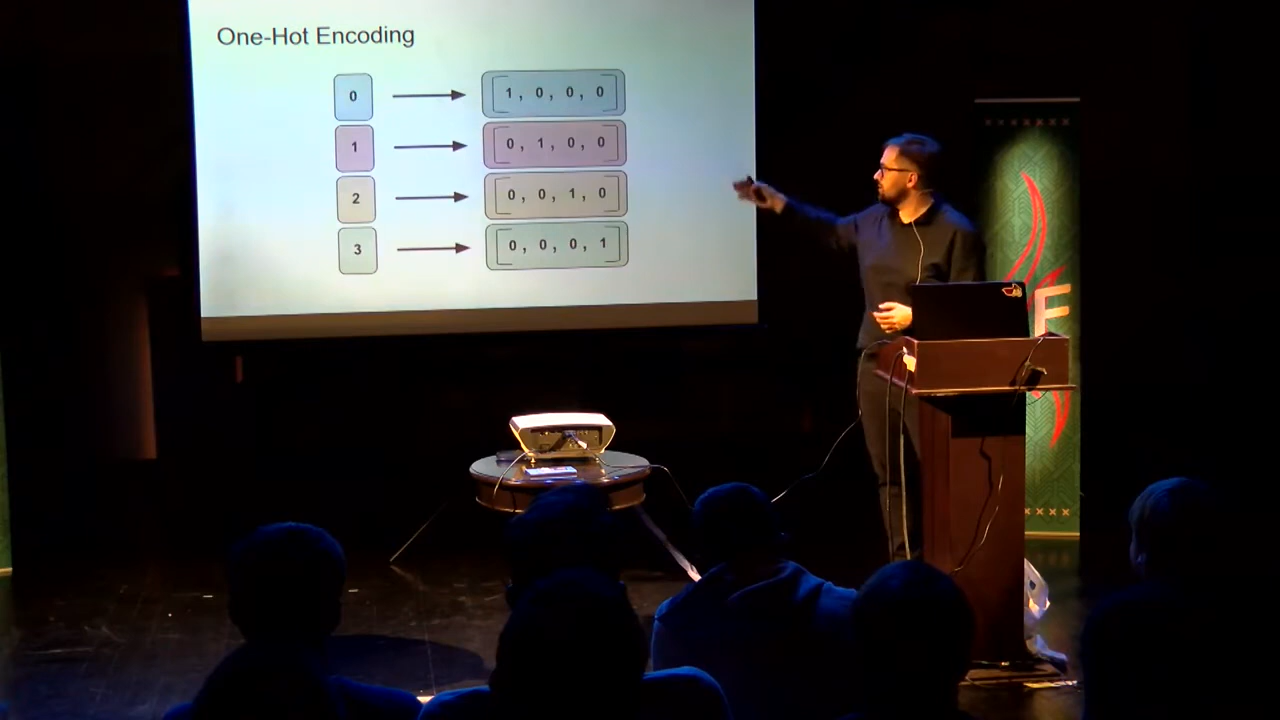 One-Hot Encoding
0 [1, 0, 0, 0]
1 [0, 1, 0, 0]
2 [0, 0, 1, 0]
3 [0, 0, 0, 1]
F